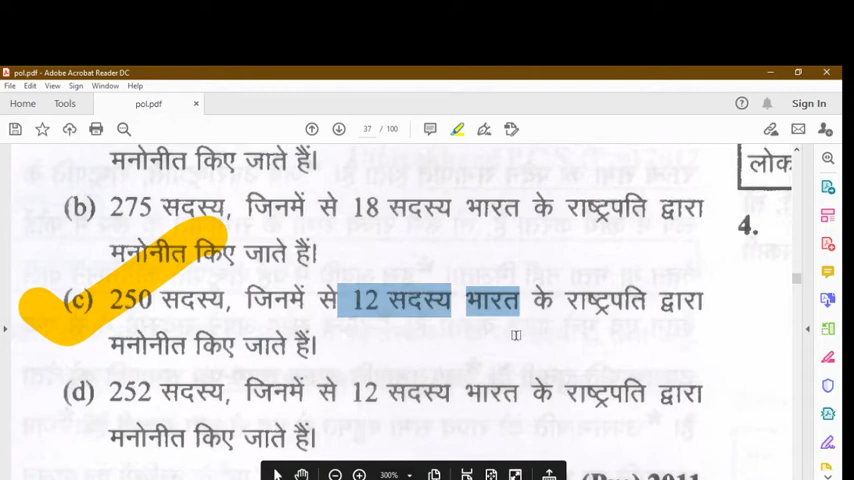 pol.pdf - Adobe Acrobat Reader DC
File Edit View Sign Window Help
Home Tools pol.pdf × Sign In
37 / 100
मनोनीत किए जाते हैं।
लोक
(b) 275 सदस्य, जिनमें से 18 सदस्य भारत के राष्ट्रपति द्वारा
4.
मनोनीत किए जाते हैं।
(c) 250 सदस्य, जिनमें से 12 सदस्य भारत के राष्ट्रपति द्वारा
मनोनीत किए जाते हैं।
(d) 252 सदस्य, जिनमें से 12 सदस्य भारत के राष्ट्रपति द्वारा
मनोनीत किए जाते हैं।
300%